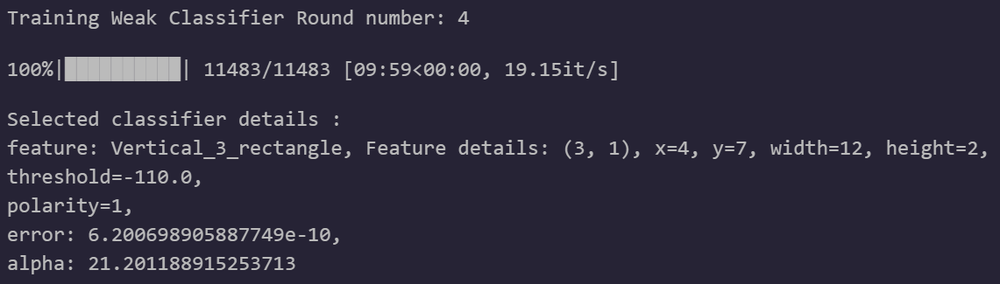 Training Weak Classifier Round number: 4
100%|██████████| 11483/11483 [09:59<00:00, 19.15it/s]
Selected classifier details :
feature: Vertical_3_rectangle, Feature details: (3, 1), x=4, y=7, width=12, height=2,
threshold=-110.0,
polarity=1,
error: 6.200698905887749e-10,
alpha: 21.201188915253713